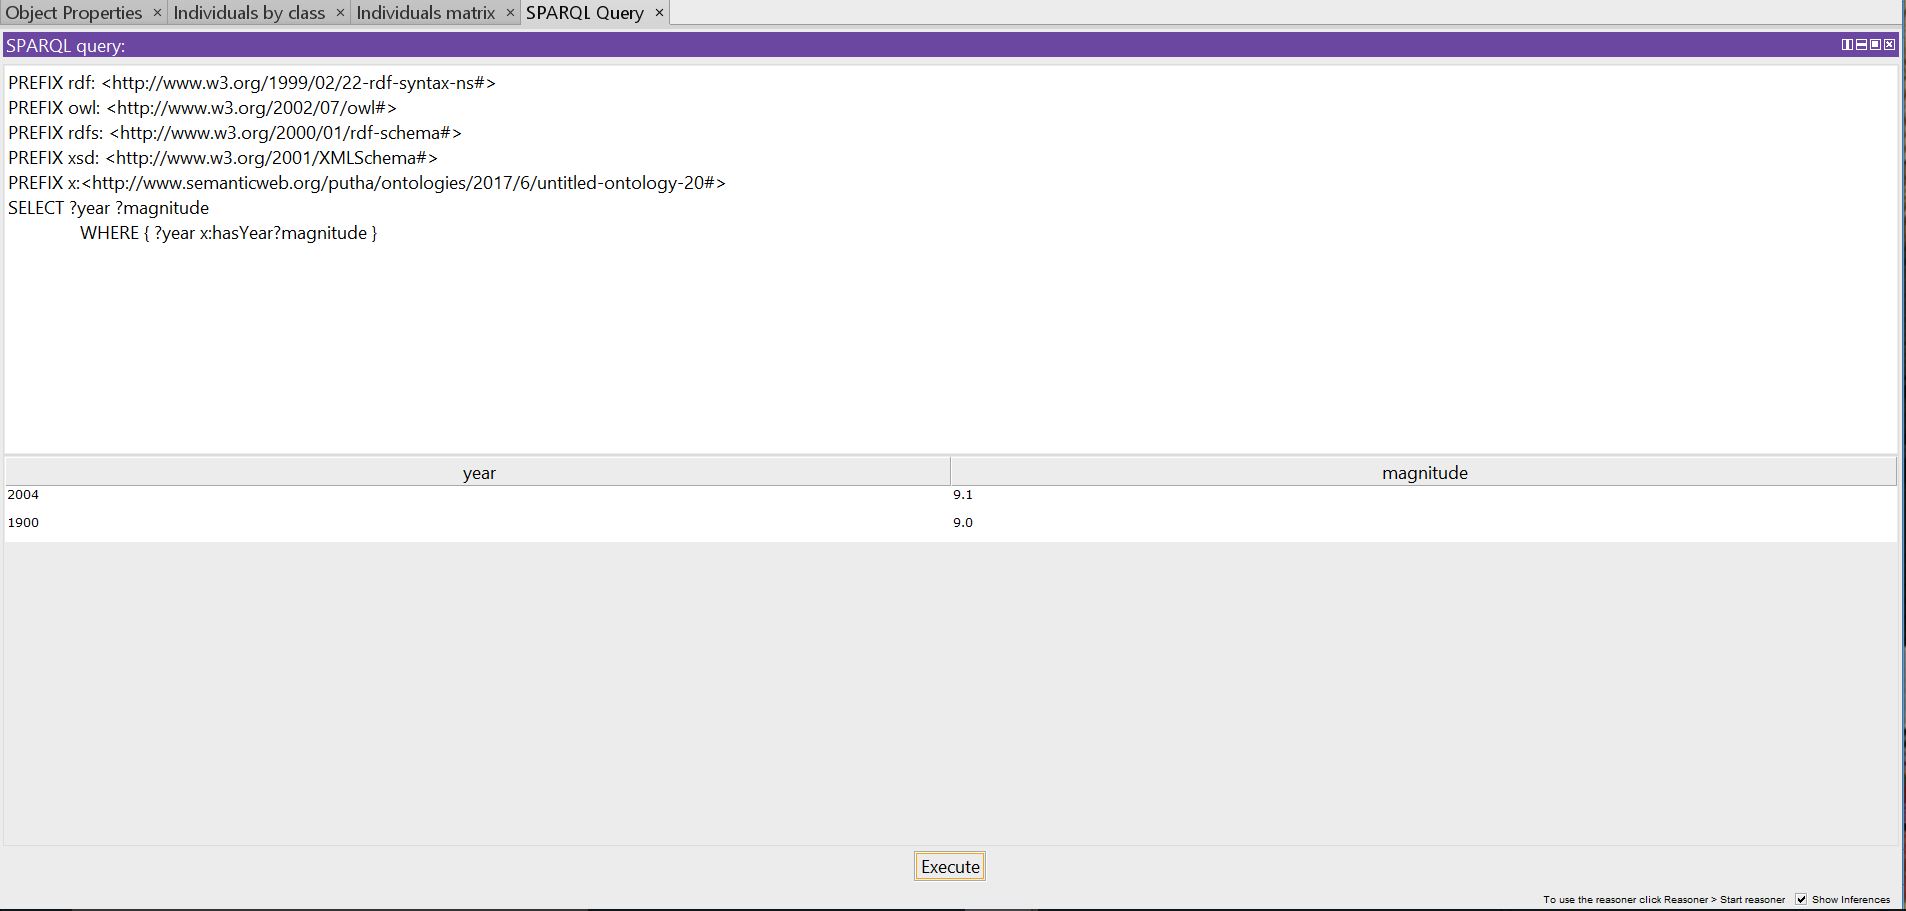 Object Properties × Individuals by class × Individuals matrix × SPARQL Query ×
SPARQL query:
PREFIX rdf: <http://www.w3.org/1999/02/22-rdf-syntax-ns#>
PREFIX owl: <http://www.w3.org/2002/07/owl#>
PREFIX rdfs: <http://www.w3.org/2000/01/rdf-schema#>
PREFIX xsd: <http://www.w3.org/2001/XMLSchema#>
PREFIX x:<http://www.semanticweb.org/putha/ontologies/2017/6/untitled-ontology-20#>
SELECT ?year ?magnitude
WHERE { ?year x:hasYear?magnitude }
year magnitude
2004 9.1
1900 9.0
Execute
To use the reasoner click Reasoner > Start reasoner Show Inferences